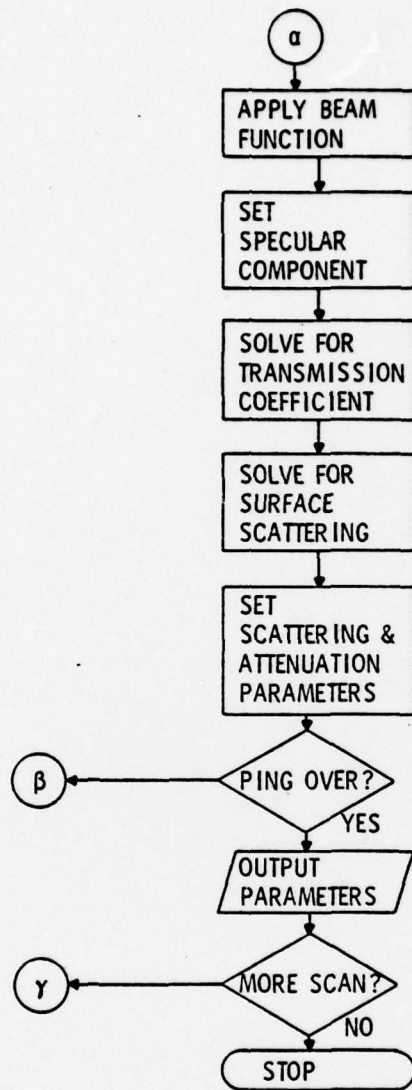 α
APPLY BEAM
FUNCTION
SET
SPECULAR
COMPONENT
SOLVE FOR
TRANSMISSION
COEFFICIENT
SOLVE FOR
SURFACE
SCATTERING
SET
SCATTERING &
ATTENUATION
PARAMETERS
β
PING OVER?
YES
OUTPUT
PARAMETERS
γ
MORE SCAN?
NO
STOP